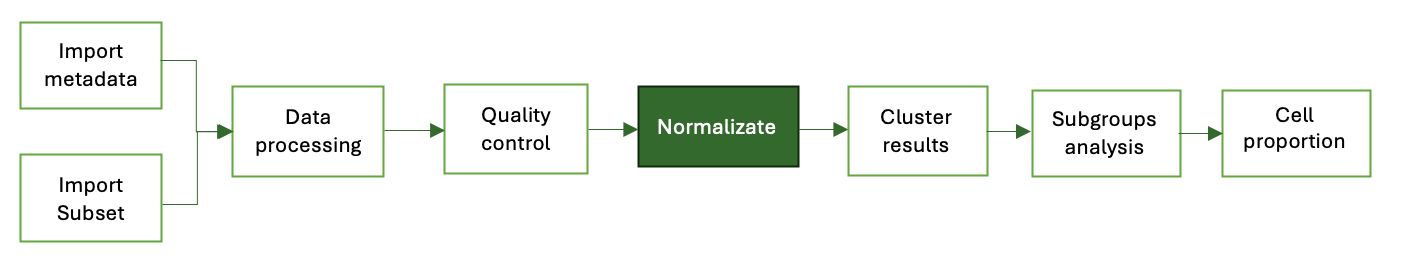 Import
metadata
Import
Subset
Data
processing
Quality
control
Normalizate
Cluster
results
Subgroups
analysis
Cell
proportion